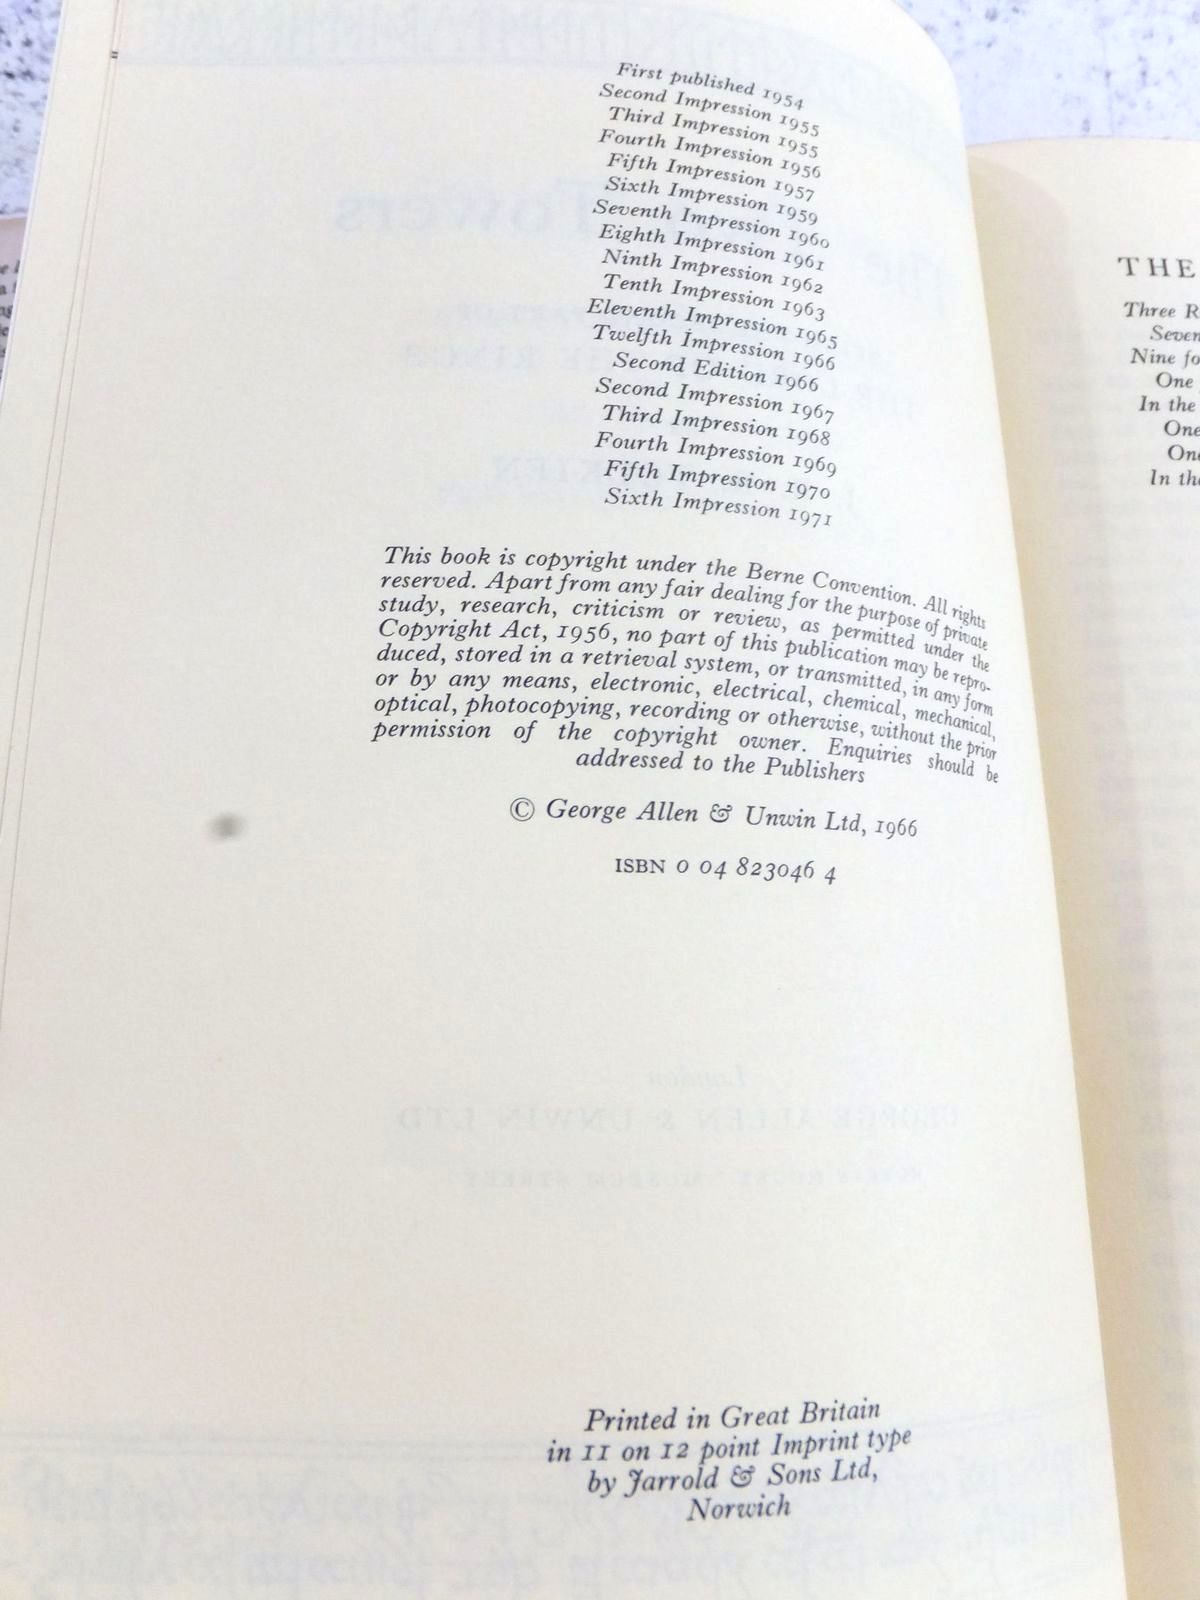 First published 1954
Second Impression 1955
Third Impression 1955
Fourth Impression 1956
Fifth Impression 1957
Sixth Impression 1959
Seventh Impression 1960
Eighth Impression 1961
Ninth Impression 1962
Tenth Impression 1963
Eleventh Impression 1965
Twelfth Impression 1966
Second Edition 1966
Second Impression 1967
Third Impression 1968
Fourth Impression 1969
Fifth Impression 1970
Sixth Impression 1971
This book is copyright under the Berne Convention. All rights
reserved. Apart from any fair dealing for the purpose of private
study, research, criticism or review, as permitted under the
Copyright Act, 1956, no part of this publication may be repro-
duced, stored in a retrieval system, or transmitted, in any form
or by any means, electronic, electrical, chemical, mechanical,
optical, photocopying, recording or otherwise, without the prior
permission of the copyright owner. Enquiries should be
addressed to the Publishers
© George Allen & Unwin Ltd, 1966
ISBN 0 04 823046 4
Printed in Great Britain
in 11 on 12 point Imprint type
by Jarrold & Sons Ltd,
Norwich
THE
Three R
Seven
Nine fo
One
In the
One
One
In the